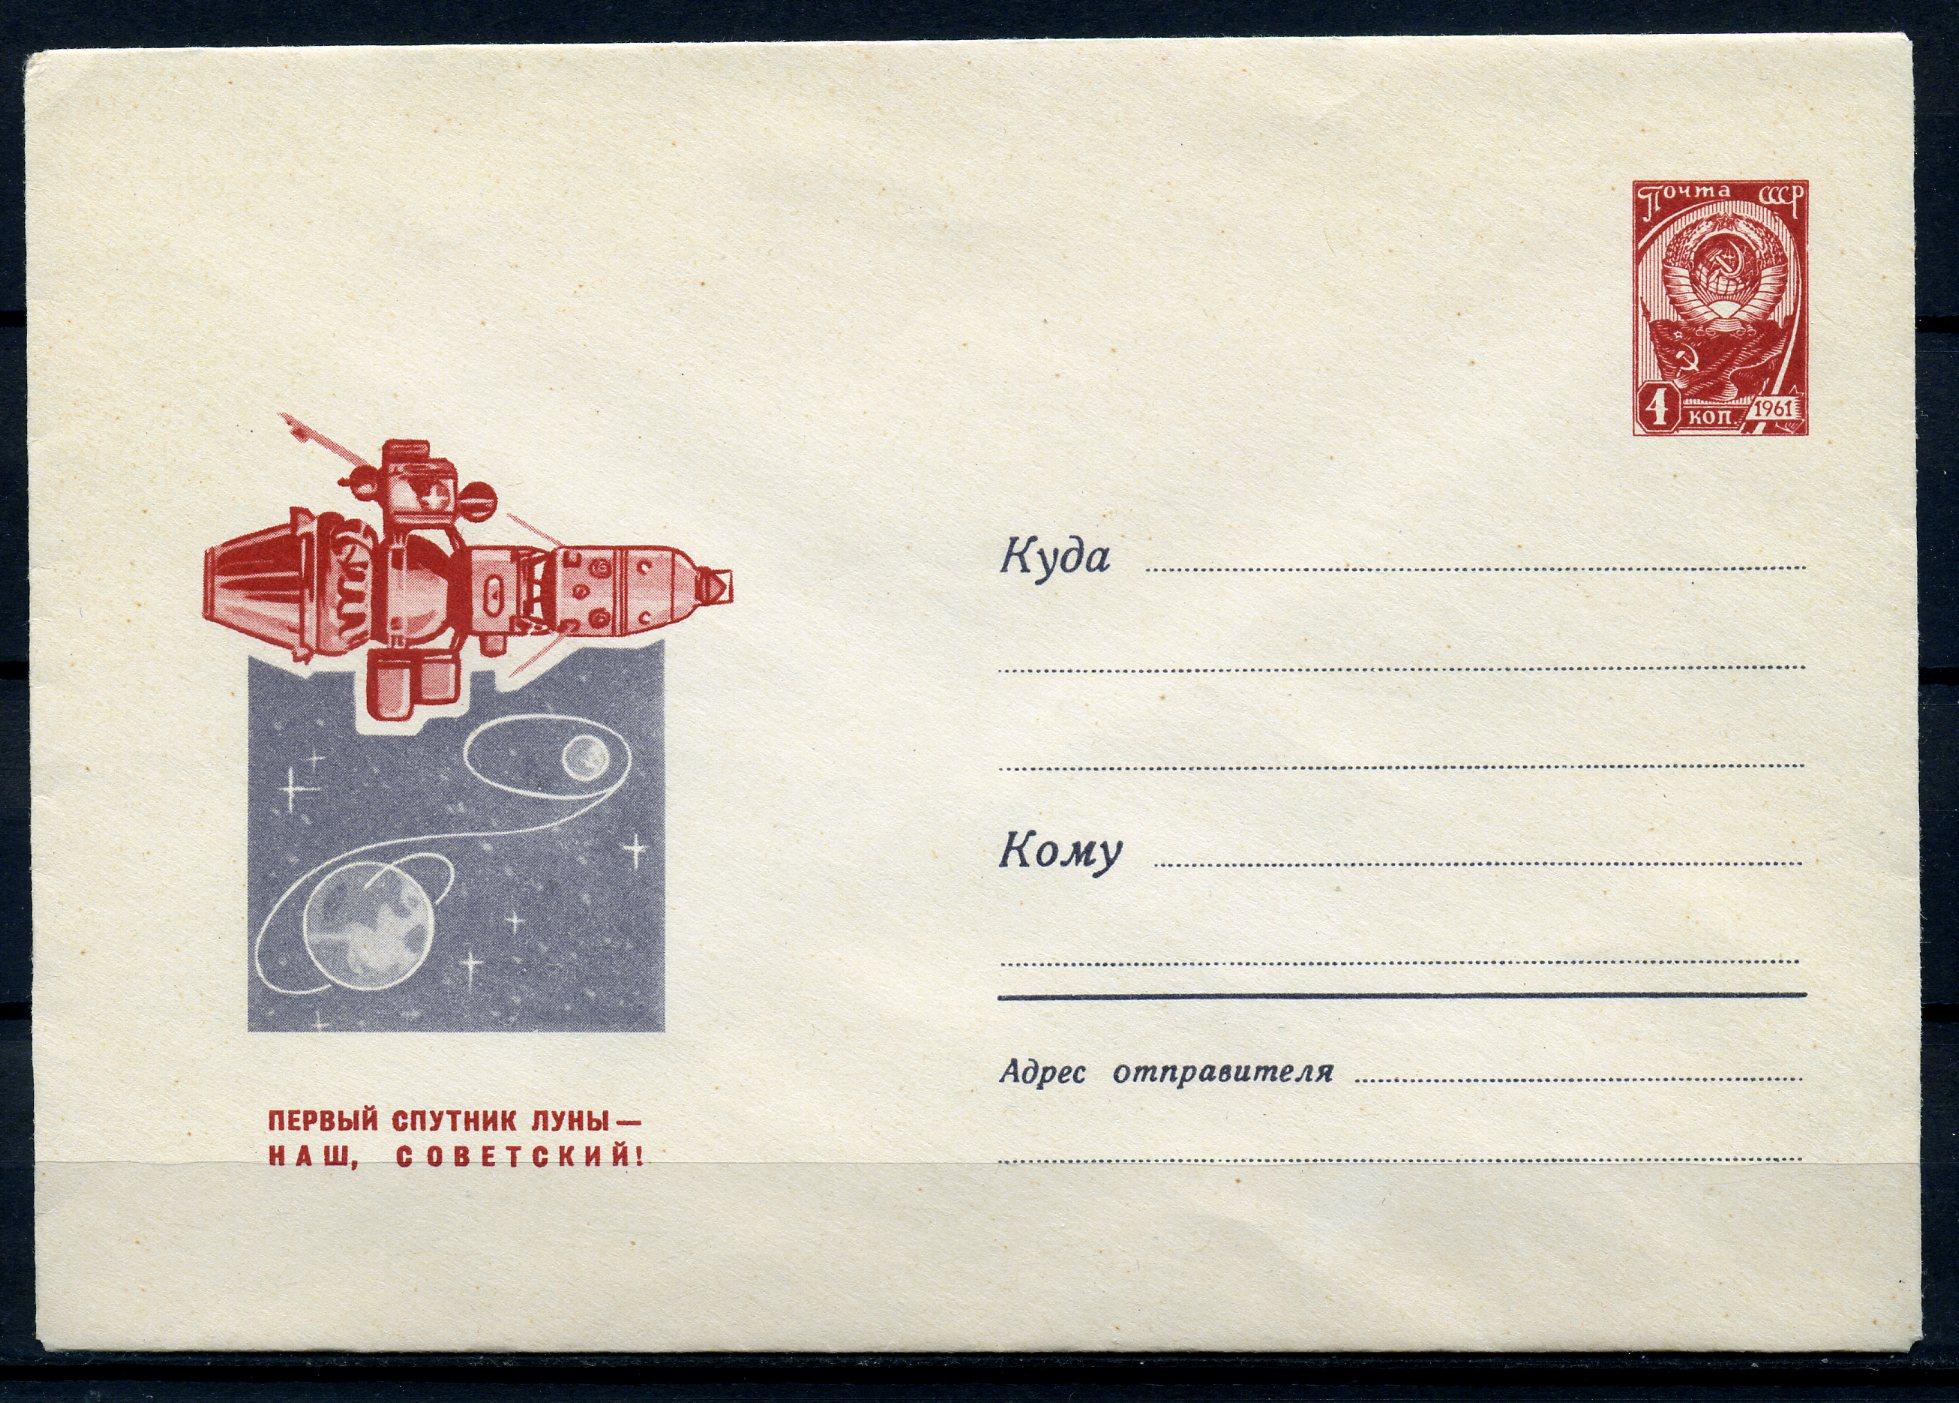 Почта СССР
4 коп. 1961
Куда
Кому
Адрес отправителя
ПЕРВЫЙ СПУТНИК ЛУНЫ—
НАШ, СОВЕТСКИЙ!